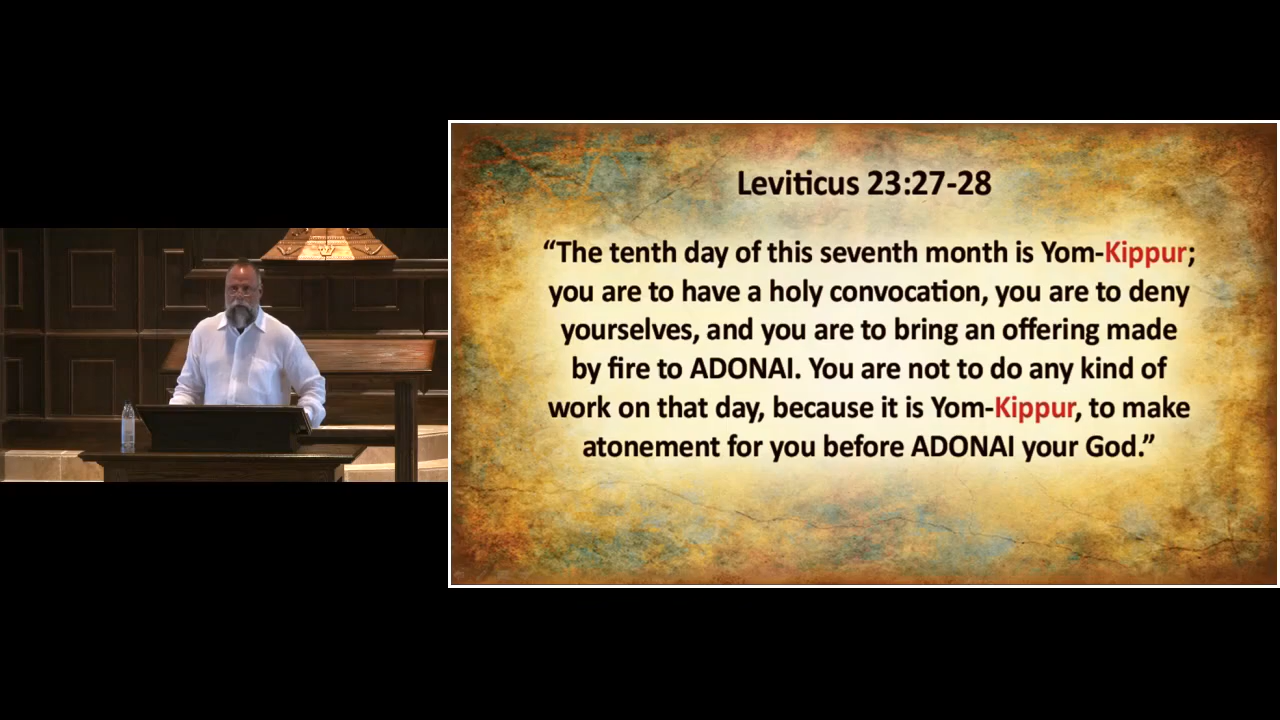 Leviticus 23:27-28
“The tenth day of this seventh month is Yom-Kippur;
you are to have a holy convocation, you are to deny
yourselves, and you are to bring an offering made
by fire to ADONAI. You are not to do any kind of
work on that day, because it is Yom-Kippur, to make
atonement for you before ADONAI your God.”